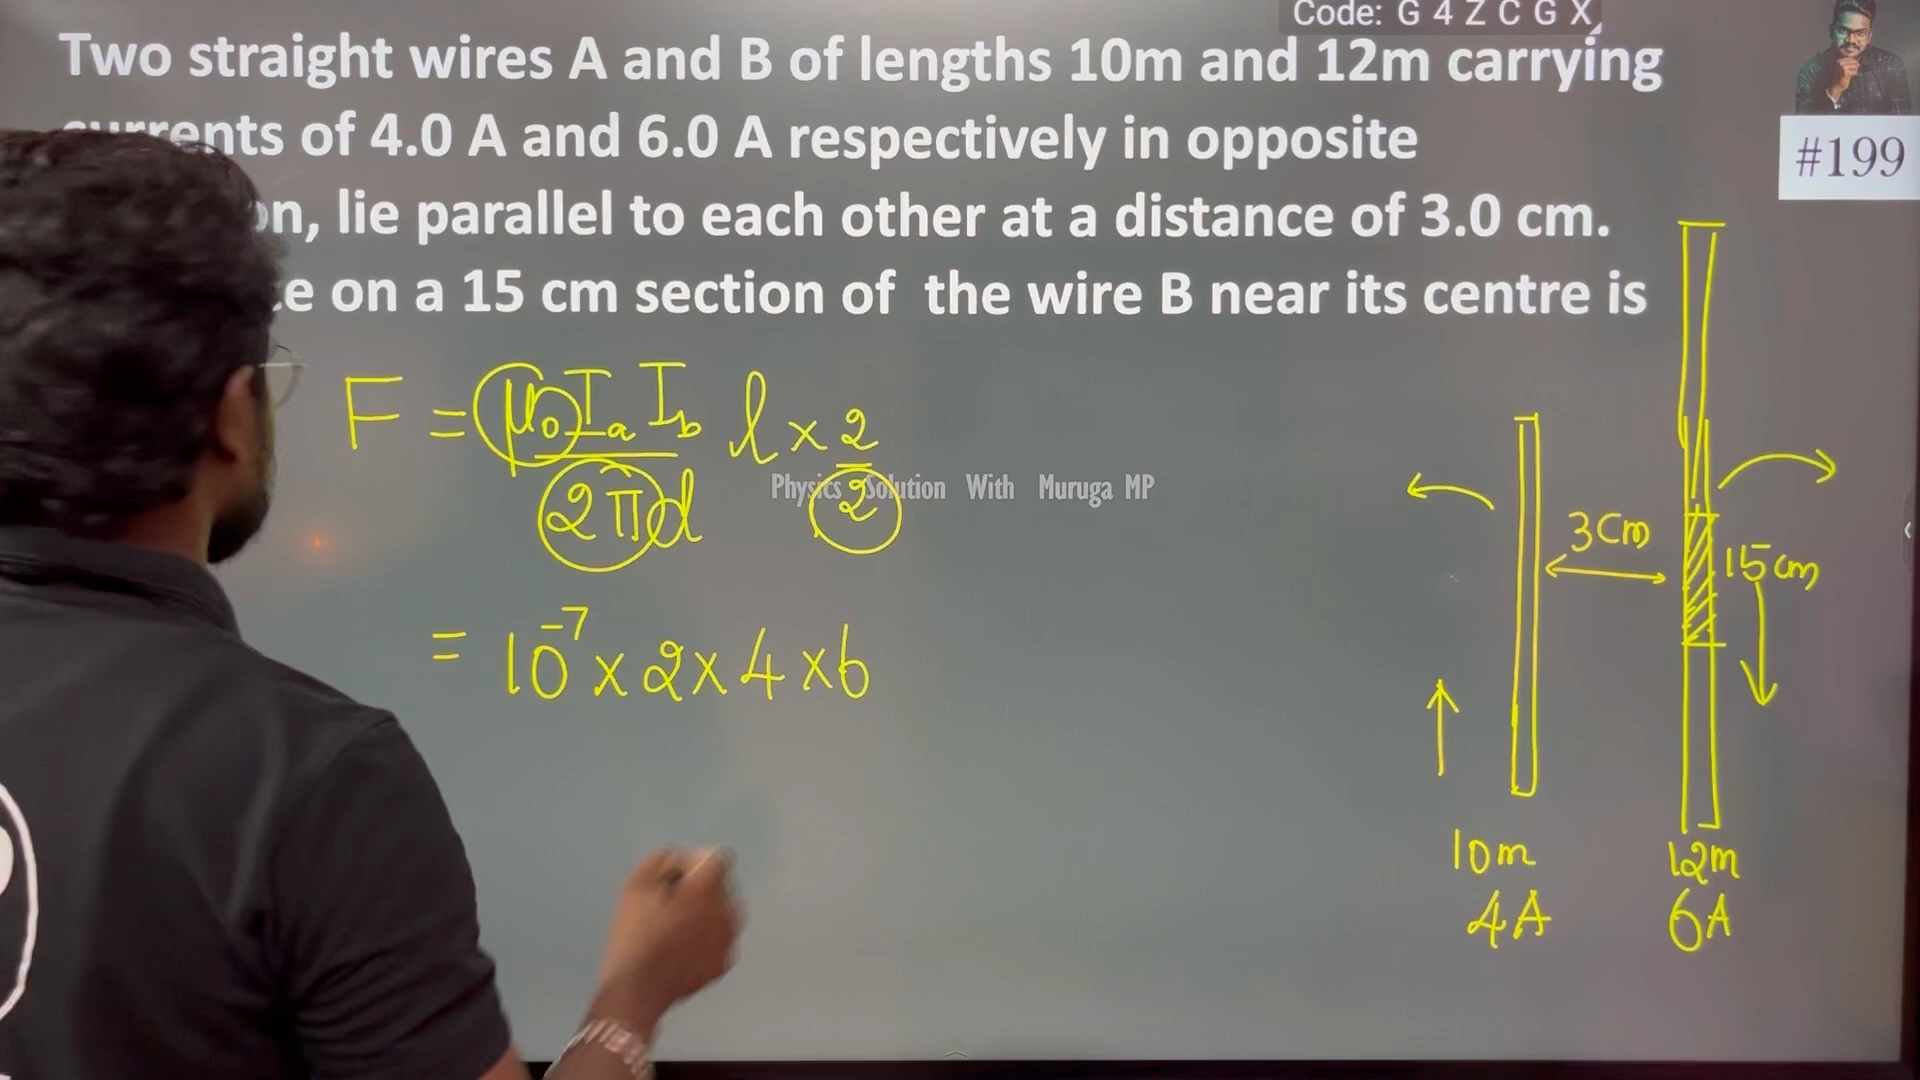 Code: G 4 Z C G X
Two straight wires A and B of lengths 10m and 12m carrying
currents of 4.0 A and 6.0 A respectively in opposite
on, lie parallel to each other at a distance of 3.0 cm.
e on a 15 cm section of the wire B near its centre is
#199
F = μ₀ Iₐ I_b / 2πd l × 2/2
Physics Solution With Muruga MP
= 10⁻⁷ × 2 × 4 × 6
3cm
15cm
10m
12m
4A
6A